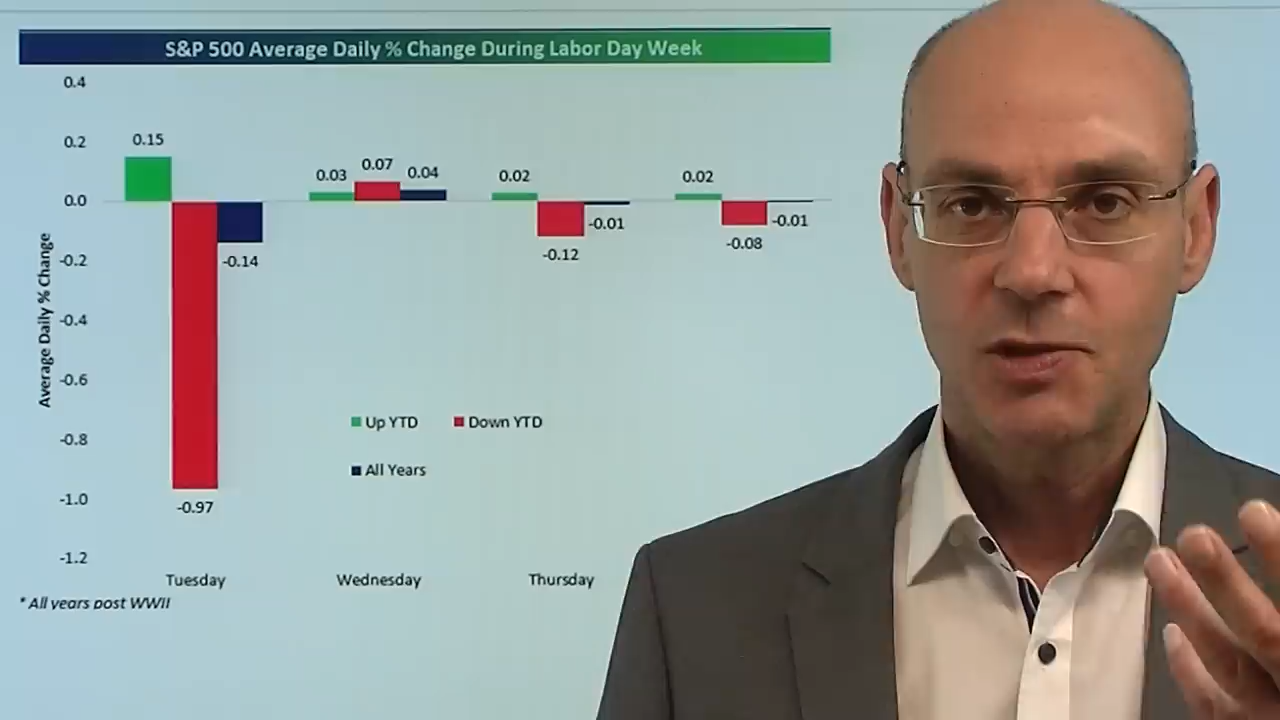 S&P 500 Average Daily % Change During Labor Day Week
0.4
0.2
0.0
-0.2
-0.4
-0.6
-0.8
-1.0
-1.2
Average Daily % Change
0.15
-0.97
-0.14
0.03
0.07
0.04
0.02
-0.12
-0.01
0.02
-0.08
-0.01
Up YTD
Down YTD
All Years
Tuesday
Wednesday
Thursday
* All years post WWII